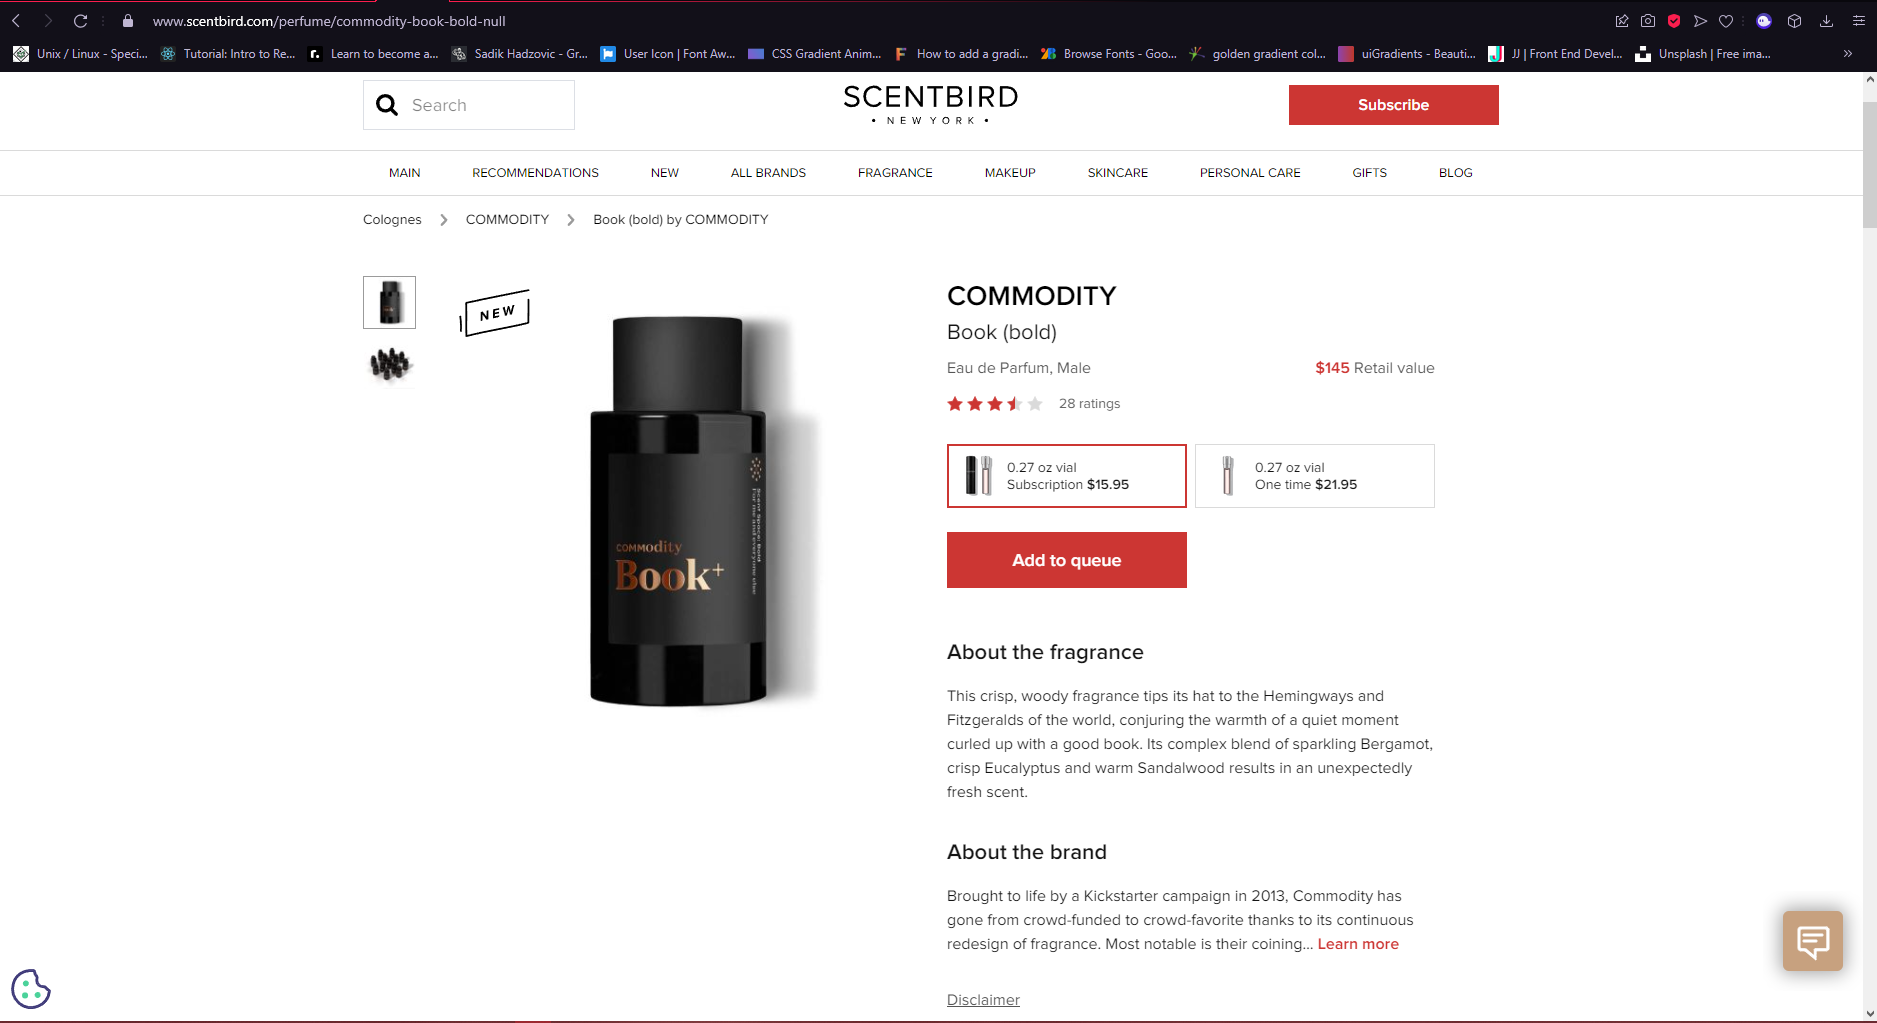 www.scentbird.com/perfume/commodity-book-bold-null
Unix / Linux - Speci...
Tutorial: Intro to Re...
Learn to become a...
Sadik Hadzovic - Gr...
User Icon | Font Aw...
CSS Gradient Anim...
How to add a gradi...
Browse Fonts - Goo...
golden gradient col...
uiGradients - Beauti...
JJ | Front End Devel...
Unsplash | Free ima...
Search
SCENTBIRD
• NEW YORK •
Subscribe
MAIN
RECOMMENDATIONS
NEW
ALL BRANDS
FRAGRANCE
MAKEUP
SKINCARE
PERSONAL CARE
GIFTS
BLOG
Colognes
COMMODITY
Book (bold) by COMMODITY
NEW
commodity
Book+
Scent Space: Bold
For me and everyone else
COMMODITY
Book (bold)
Eau de Parfum, Male
$145 Retail value
28 ratings
0.27 oz vial
Subscription $15.95
0.27 oz vial
One time $21.95
Add to queue
About the fragrance
This crisp, woody fragrance tips its hat to the Hemingways and
Fitzgeralds of the world, conjuring the warmth of a quiet moment
curled up with a good book. Its complex blend of sparkling Bergamot,
crisp Eucalyptus and warm Sandalwood results in an unexpectedly
fresh scent.
About the brand
Brought to life by a Kickstarter campaign in 2013, Commodity has
gone from crowd-funded to crowd-favorite thanks to its continuous
redesign of fragrance. Most notable is their coining... Learn more
Disclaimer